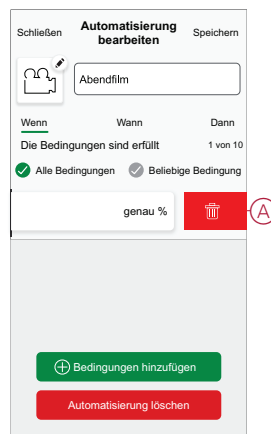 Schließen
Automatisierung
bearbeiten
Speichern
Abendfilm
Wenn
Wann
Dann
Die Bedingungen sind erfüllt
1 von 10
Alle Bedingungen
Beliebige Bedingung
genau %
A
Bedingungen hinzufügen
Automatisierung löschen